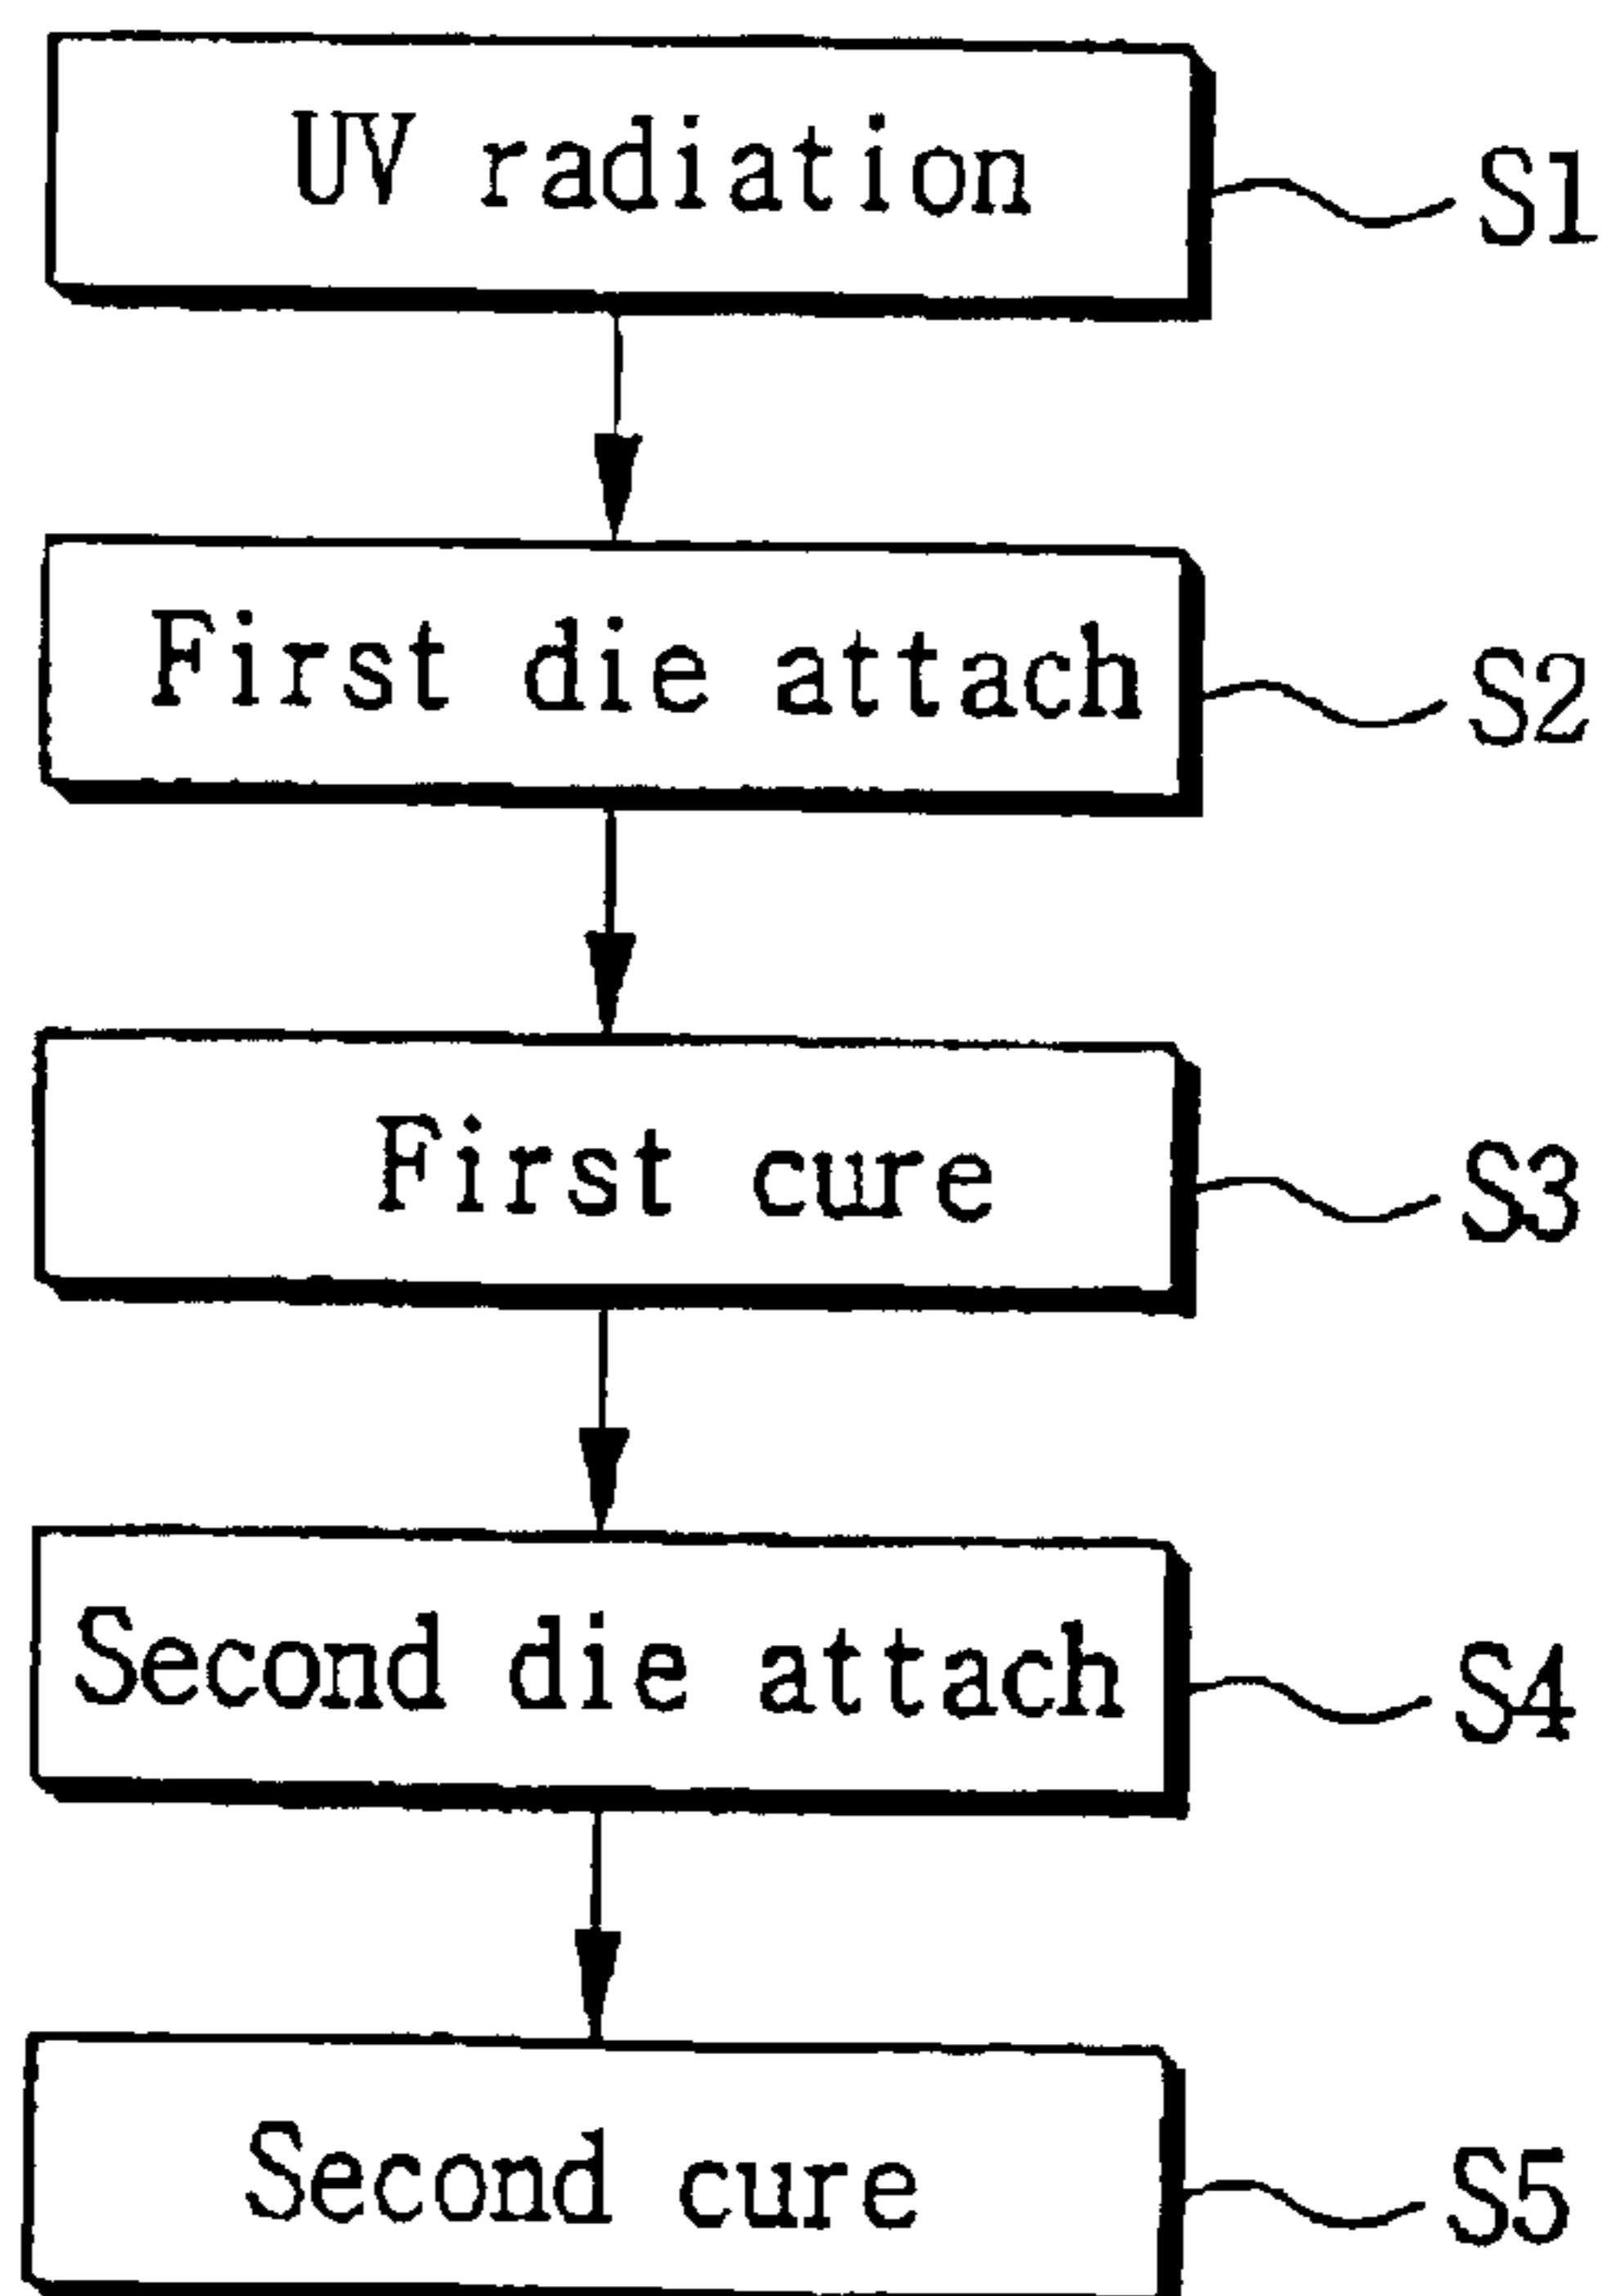 UV radiation
S1
First die attach
S2
First cure
S3
Second die attach
S4
Second cure
S5